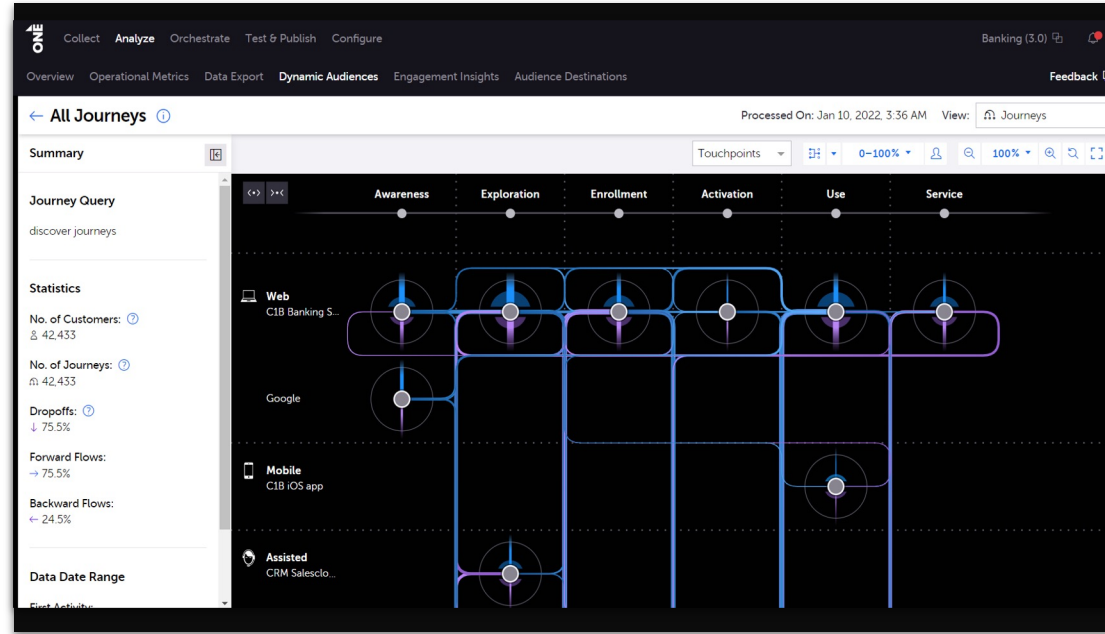 ONE
Collect Analyze Orchestrate Test & Publish Configure
Banking (3.0)
Overview Operational Metrics Data Export Dynamic Audiences Engagement Insights Audience Destinations
Feedback
← All Journeys
Processed On: Jan 10, 2022, 3:36 AM View: Journeys
Summary
Touchpoints
0–100%
100%
Journey Query
discover journeys
Statistics
No. of Customers:
42,433
No. of Journeys:
42,433
Dropoffs:
↓ 75.5%
Forward Flows:
→ 75.5%
Backward Flows:
← 24.5%
Data Date Range
First Activity:
Awareness Exploration Enrollment Activation Use Service
Web
C1B Banking S...
Google
Mobile
C1B iOS app
Assisted
CRM Salesclo...